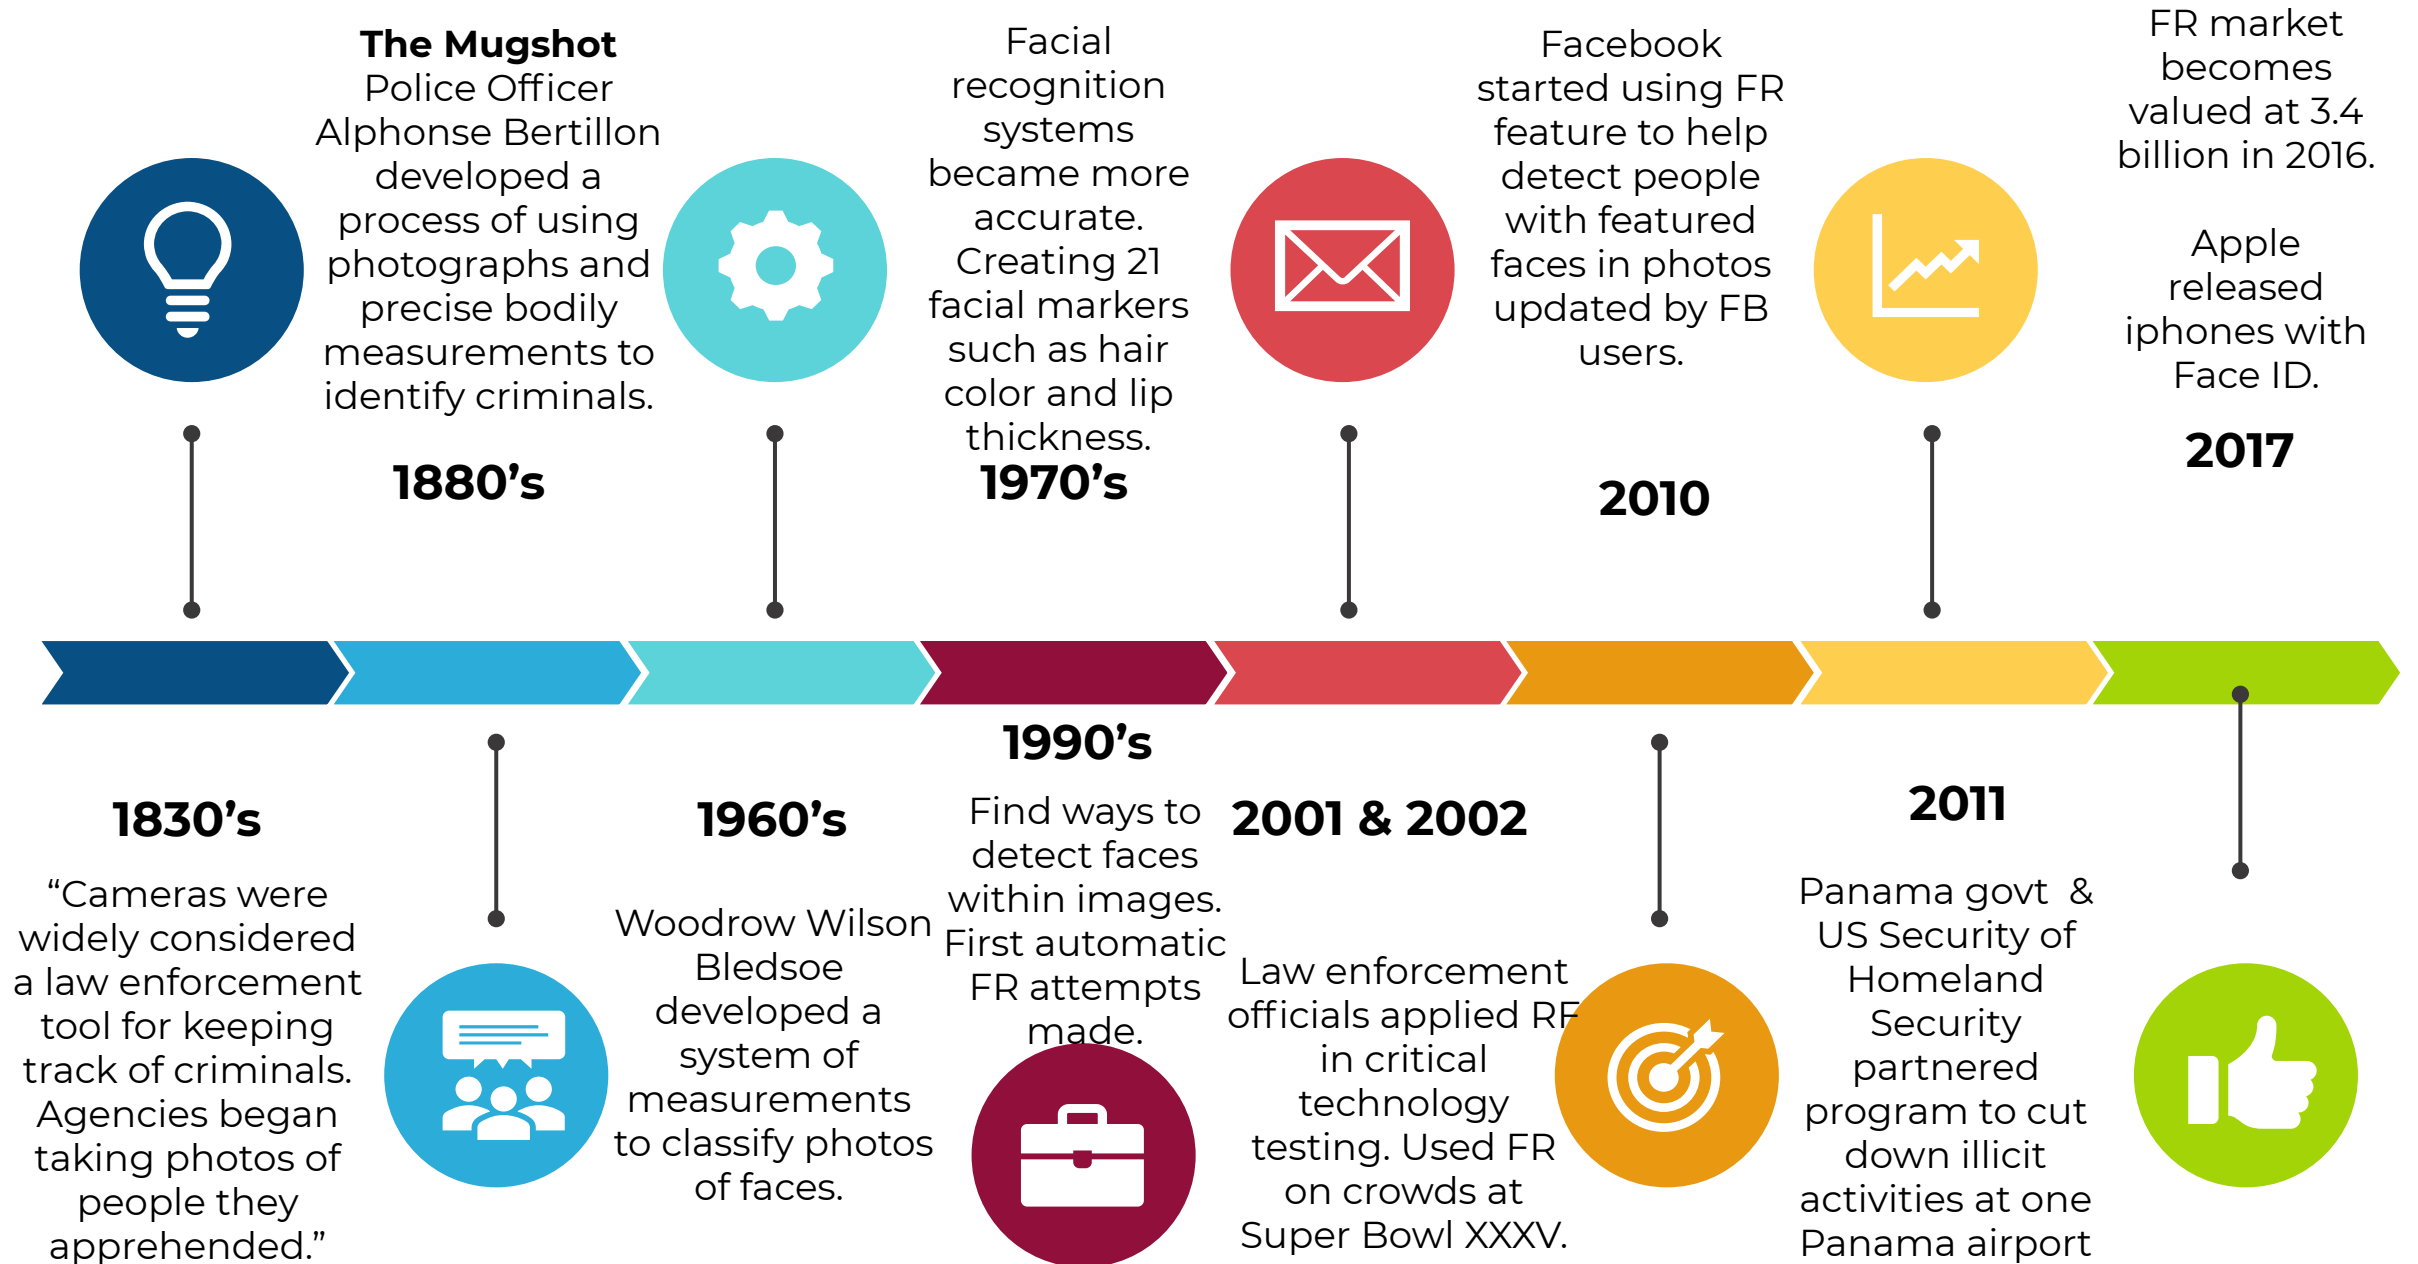 The Mugshot
Police Officer
Alphonse Bertillon
developed a
process of using
photographs and
precise bodily
measurements to
identify criminals.
1880’s
Facial
recognition
systems
became more
accurate.
Creating 21
facial markers
such as hair
color and lip
thickness.
1970’s
Facebook
started using FR
feature to help
detect people
with featured
faces in photos
updated by FB
users.
2010
FR market
becomes
valued at 3.4
billion in 2016.
Apple
released
iphones with
Face ID.
2017
1830’s
“Cameras were
widely considered
a law enforcement
tool for keeping
track of criminals.
Agencies began
taking photos of
people they
apprehended.”
1960’s
Woodrow Wilson
Bledsoe
developed a
system of
measurements
to classify photos
of faces.
1990’s
Find ways to
detect faces
within images.
First automatic
FR attempts
made.
2001 & 2002
Law enforcement
officials applied RF
in critical
technology
testing. Used FR
on crowds at
Super Bowl XXXV.
2011
Panama govt  &
US Security of
Homeland
Security
partnered
program to cut
down illicit
activities at one
Panama airport